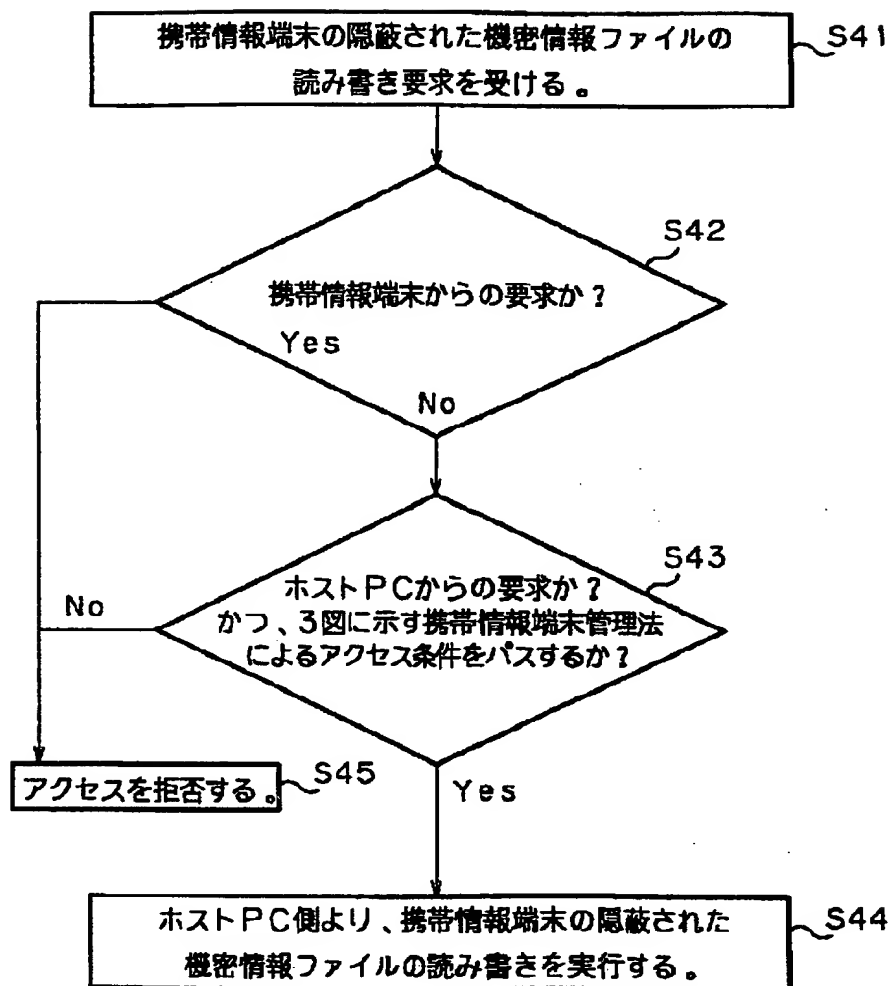 携帯情報端末の隠蔽された機密情報ファイルの
読み書き要求を受ける。
S41
S42
携帯情報端末からの要求か?
Yes
No
S43
ホストPCからの要求か?
かつ、3図に示す携帯情報端末管理法
によるアクセス条件をパスするか?
No
アクセスを拒否する。
S45
Yes
ホストPC側より、携帯情報端末の隠蔽された
機密情報ファイルの読み書きを実行する。
S44